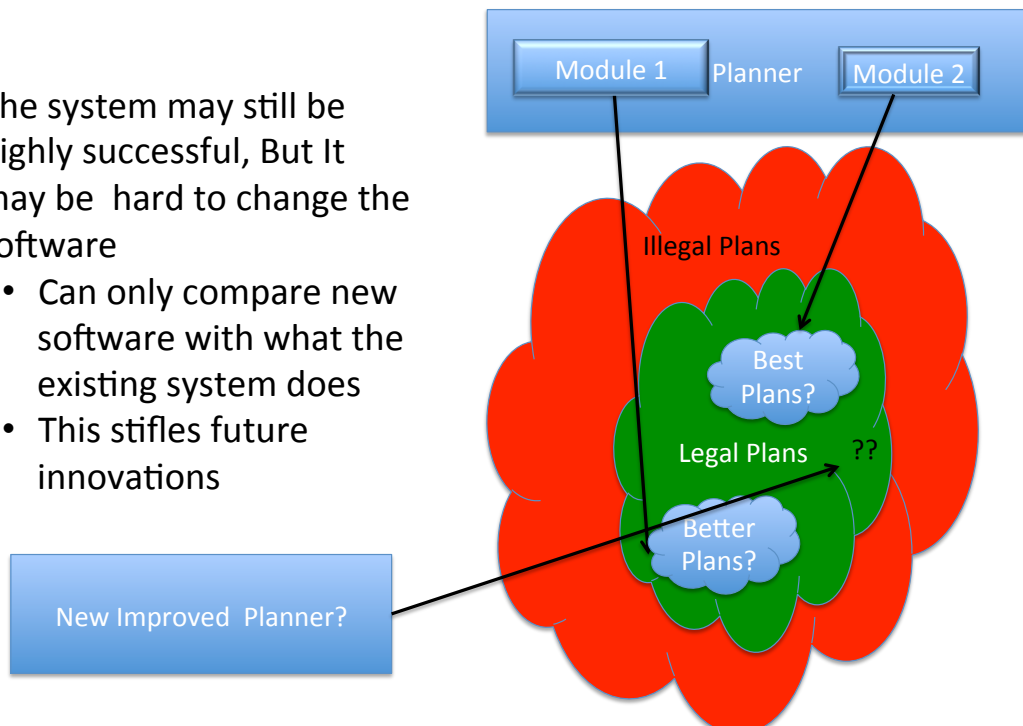 Module 1 Planner Module 2
he system may still be
ighly successful, But It
may be hard to change the
oftware
• Can only compare new
software with what the
existing system does
• This stifles future
innovations
Illegal Plans
Best
Plans?
Legal Plans ??
Better
Plans?
New Improved Planner?